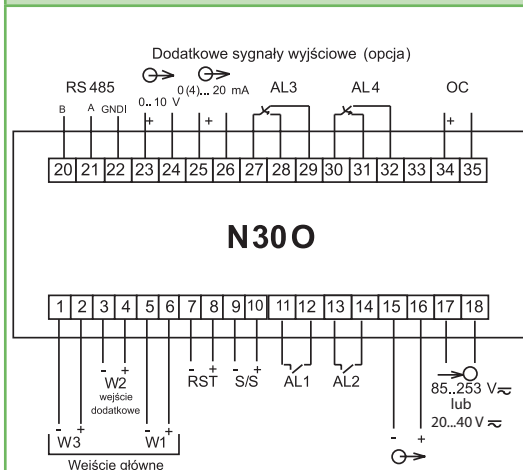 Dodatkowe sygnały wyjściowe (opcja)
RS 485 0(4)... 20 mA AL3 AL4 OC
B A GNDI 0..10 V
+ + +
20 21 22 23 24 25 26 27 28 29 30 31 32 33 34 35
N30O
1 2 3 4 5 6 7 8 9 10 11 12 13 14 15 16 17 18
- + - + - +
W2 RST S/S AL1 AL2
wejście
dodatkowe
85..253 V
lub
20..40 V
- + - + - +
W3 W1
Wejście główne